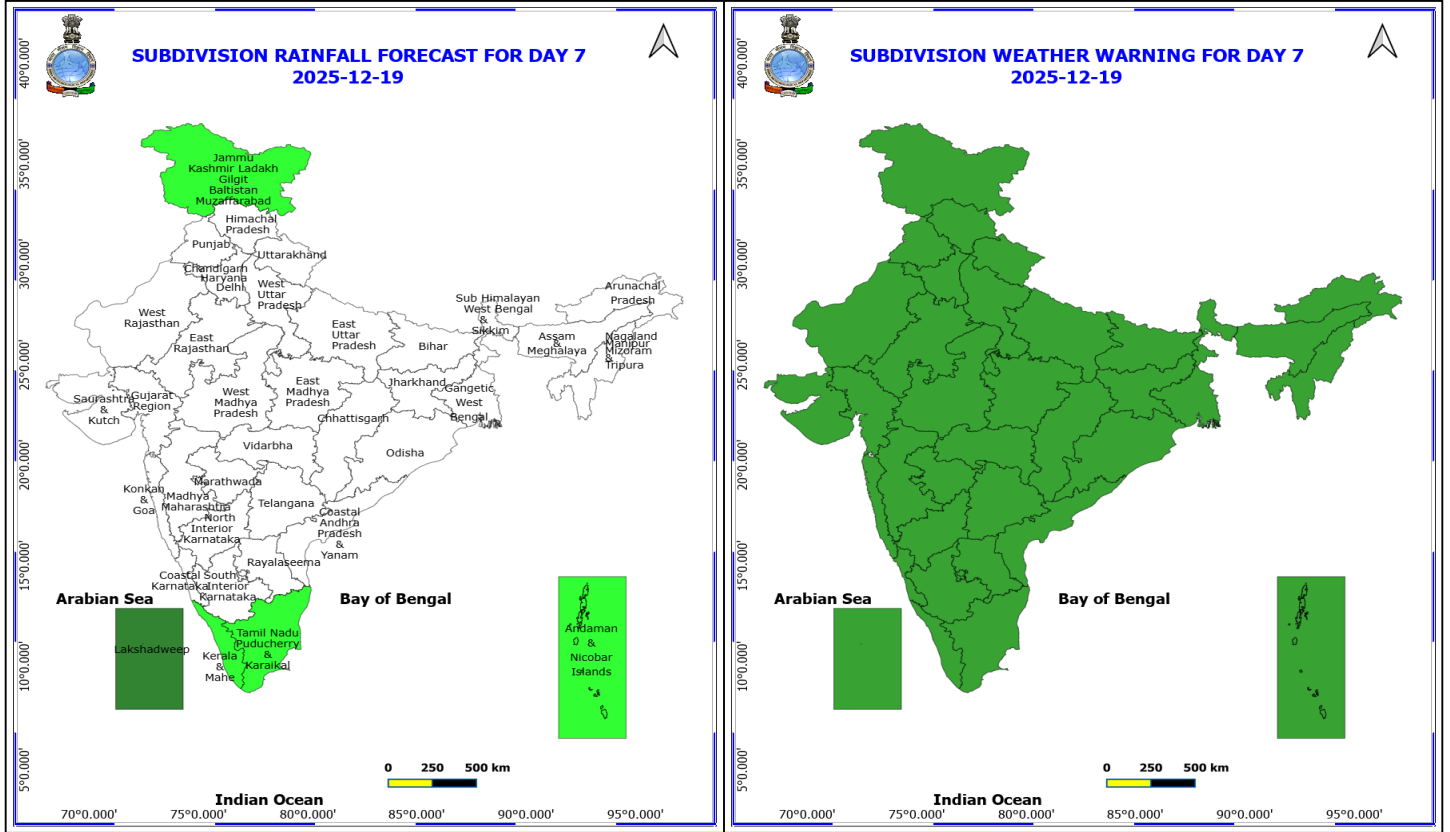 SUBDIVISION RAINFALL FORECAST FOR DAY 7
2025-12-19
40°0.000'
35°0.000'
30°0.000'
25°0.000'
20°0.000'
15°0.000'
10°0.000'
5°0.000'
Jammu
Kashmir Ladakh
Gilgit
Baltistan
Muzaffarabad
Himachal
Pradesh
Punjab
Uttarakhand
Chandigarh
Haryana
Delhi
West
Uttar
Pradesh
Arunachal
Pradesh
Sub Himalayan
West Bengal
&
Sikkim
West
Rajasthan
East
Rajasthan
East
Uttar
Pradesh
Bihar
Assam
&
Meghalaya
Nagaland
Manipur
Mizoram
&
Tripura
Saurashtra
&
Kutch
Gujarat
Region
West
Madhya
Pradesh
East
Madhya
Pradesh
Jharkhand
Gangetic
West
Bengal
Chhattisgarh
Vidarbha
Odisha
Konkan
&
Goa
Madhya
Maharashtra
Marathwada
Telangana
North
Interior
Karnataka
Coastal
Andhra
Pradesh
&
Yanam
Rayalaseema
Coastal
Karnataka
South
Interior
Karnataka
Arabian Sea
Bay of Bengal
Lakshadweep
Kerala
&
Mahe
Tamil Nadu
Puducherry
&
Karaikal
Andaman
&
Nicobar
Islands
0 250 500 km
Indian Ocean
70°0.000' 75°0.000' 80°0.000' 85°0.000' 90°0.000' 95°0.000'
SUBDIVISION WEATHER WARNING FOR DAY 7
2025-12-19
40°0.000'
35°0.000'
30°0.000'
25°0.000'
20°0.000'
15°0.000'
10°0.000'
5°0.000'
Arabian Sea
Bay of Bengal
0 250 500 km
Indian Ocean
70°0.000' 75°0.000' 80°0.000' 85°0.000' 90°0.000' 95°0.000'